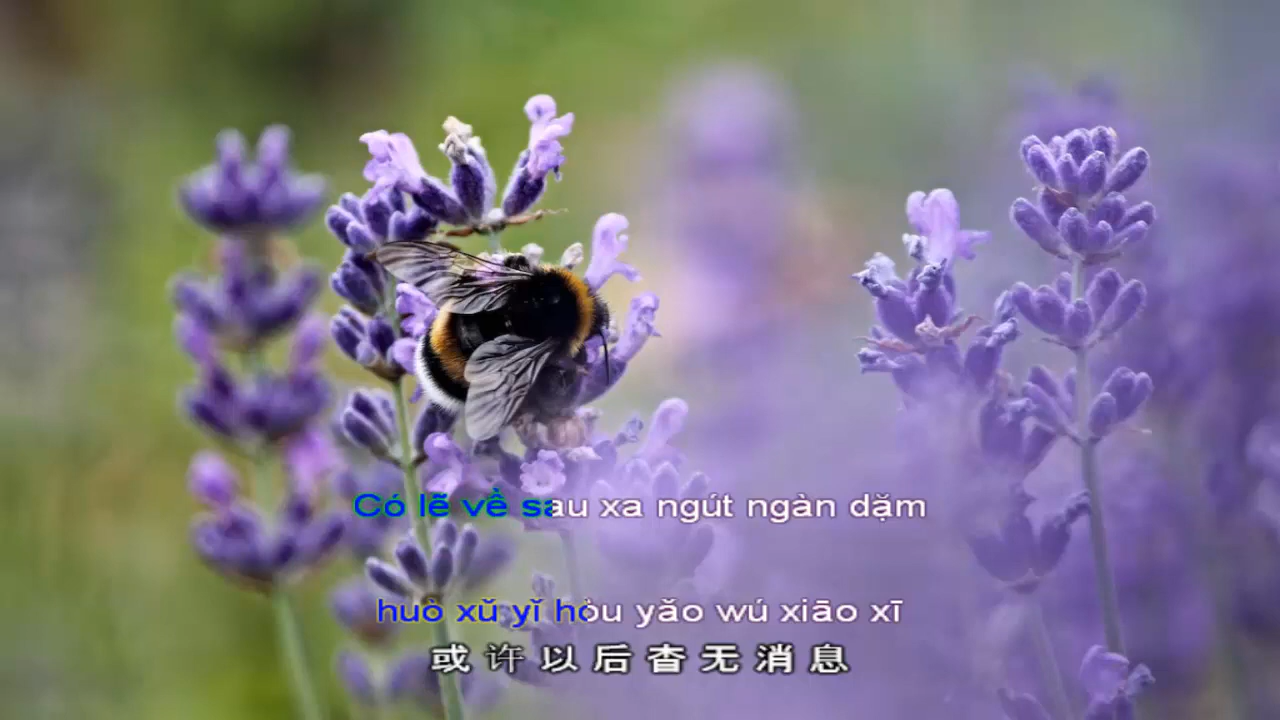 Có lẽ về sau xa ngút ngàn dặm
huò xǔ yǐ hòu yǎo wú xiāo xī
或许以后杳无消息